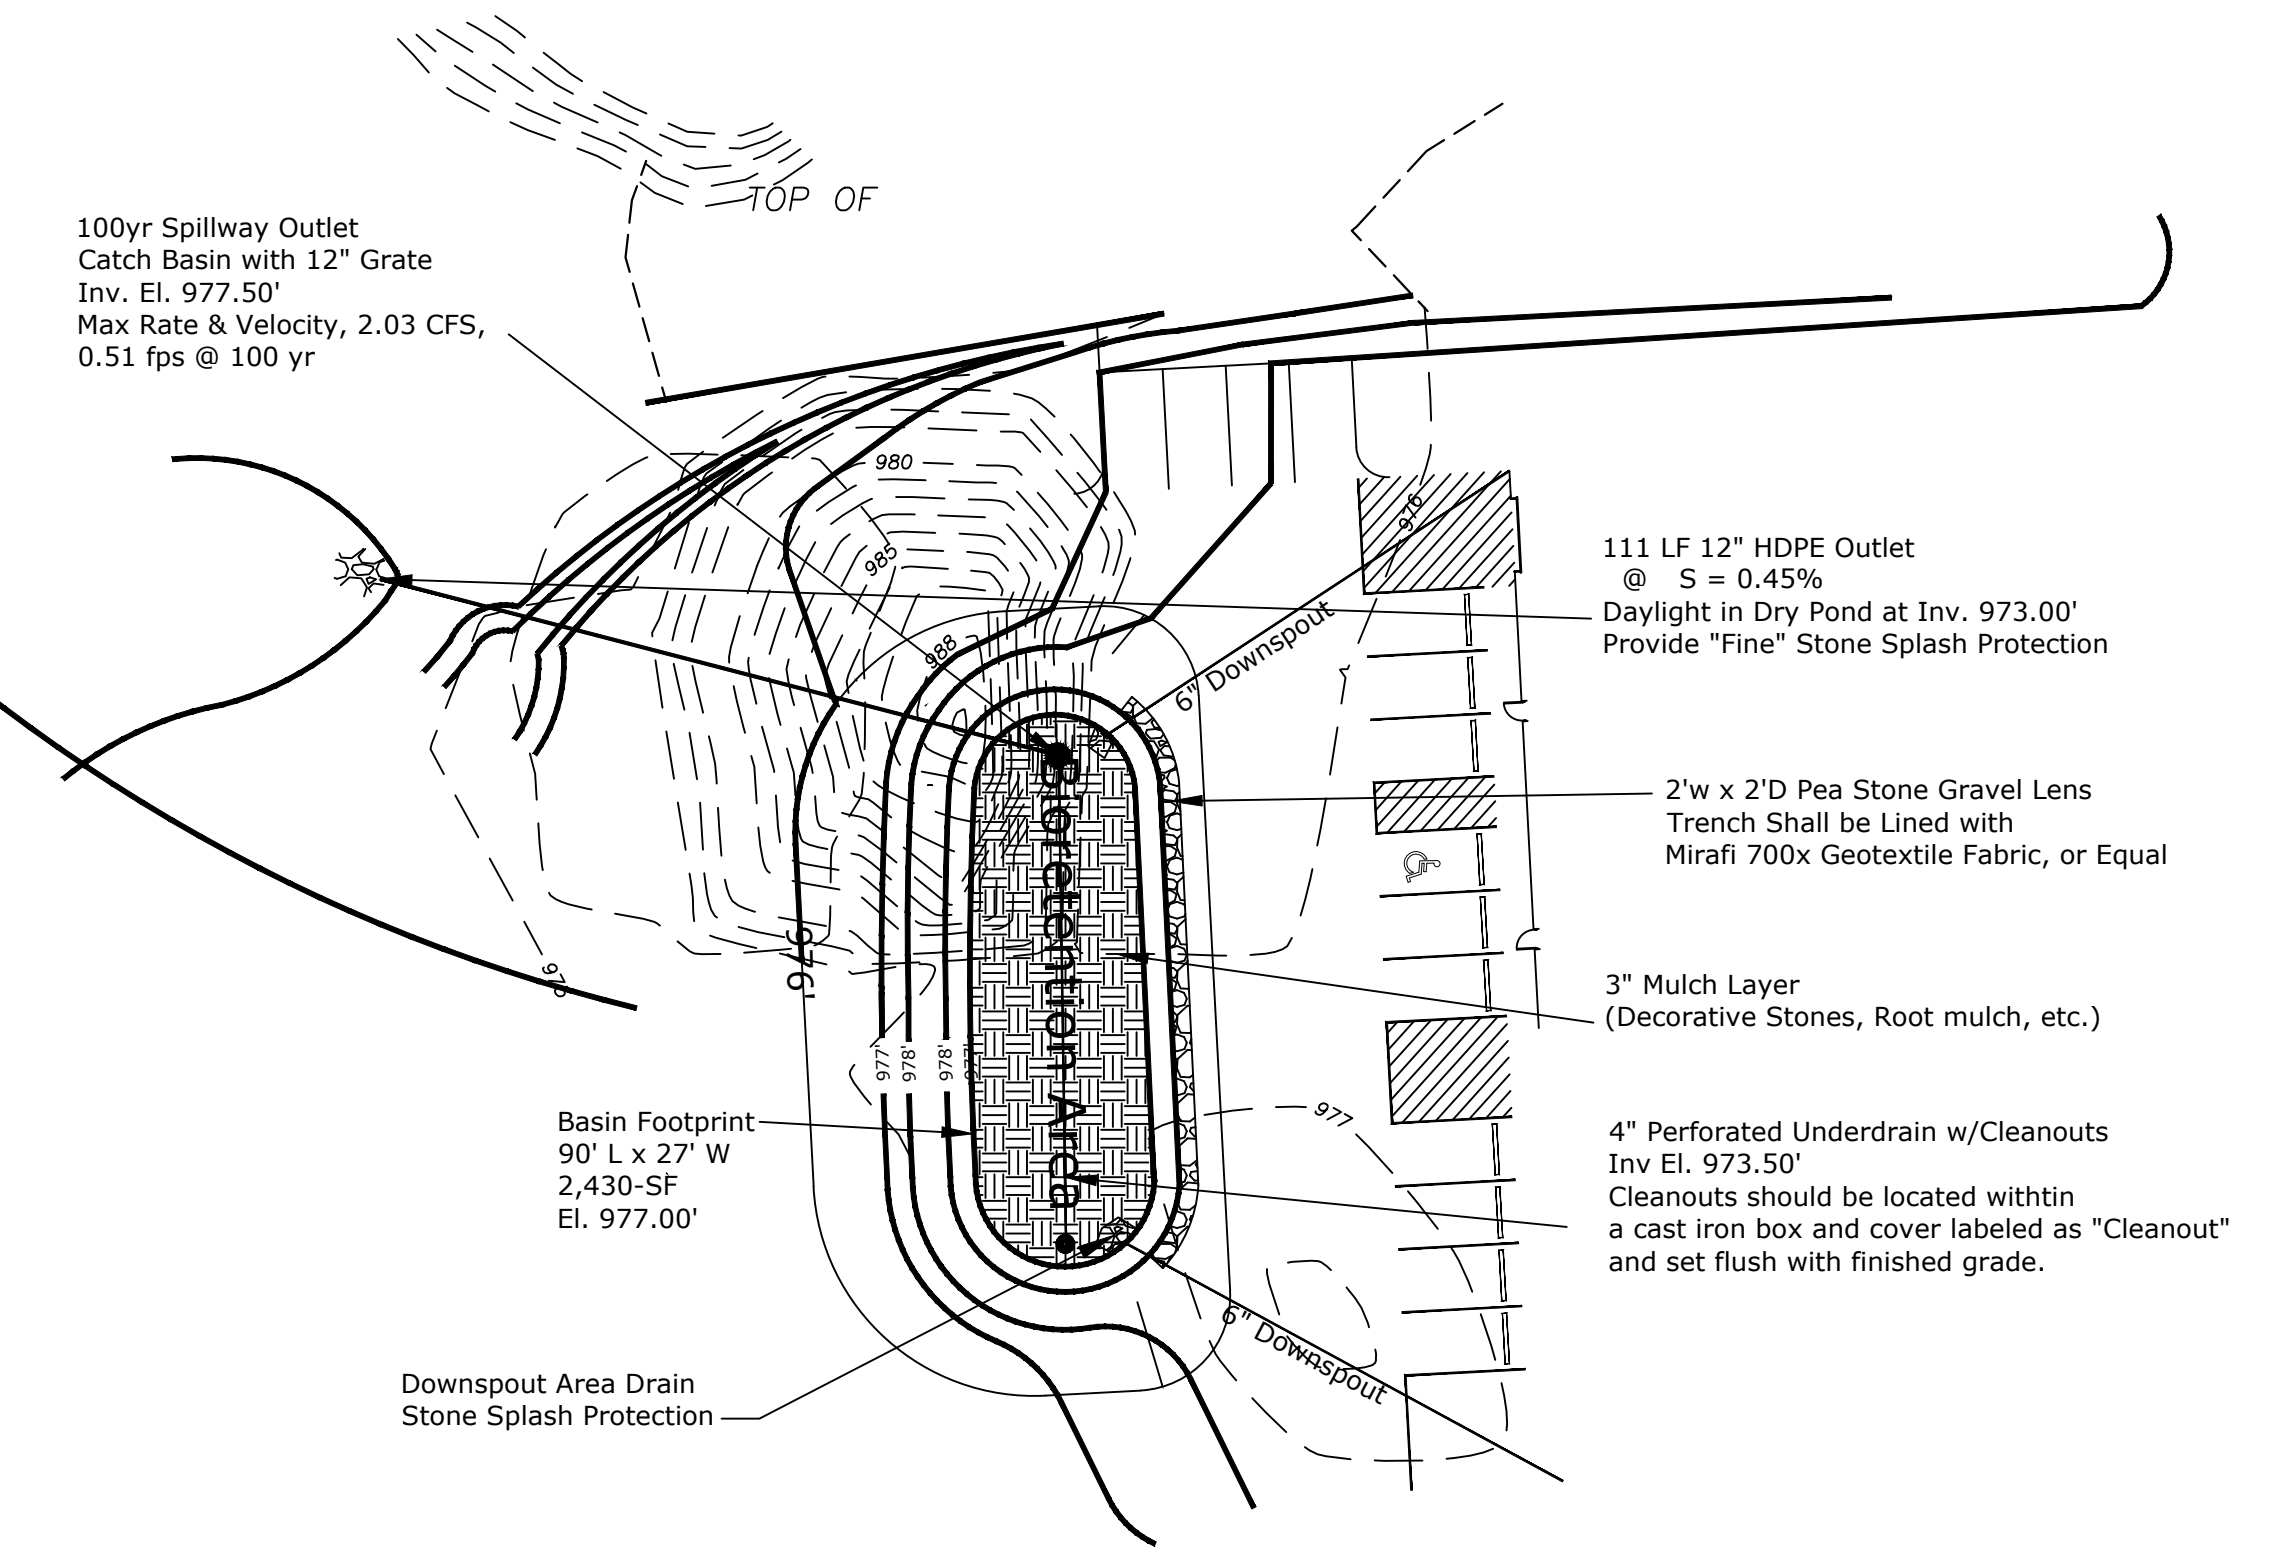 TOP OF
100yr Spillway Outlet
Catch Basin with 12" Grate
Inv. El. 977.50'
Max Rate & Velocity, 2.03 CFS,
0.51 fps @ 100 yr
980
985
988
976
111 LF 12" HDPE Outlet
@ S = 0.45%
Daylight in Dry Pond at Inv. 973.00'
Provide "Fine" Stone Splash Protection
6" Downspout
2'w x 2'D Pea Stone Gravel Lens
Trench Shall be Lined with
Mirafi 700x Geotextile Fabric, or Equal
Bioretention Area
976'
3" Mulch Layer
(Decorative Stones, Root mulch, etc.)
977'
978'
978'
977'
Basin Footprint
90' L x 27' W
2,430-SF
El. 977.00'
977
4" Perforated Underdrain w/Cleanouts
Inv El. 973.50'
Cleanouts should be located withtin
a cast iron box and cover labeled as "Cleanout"
and set flush with finished grade.
6" Downspout
Downspout Area Drain
Stone Splash Protection